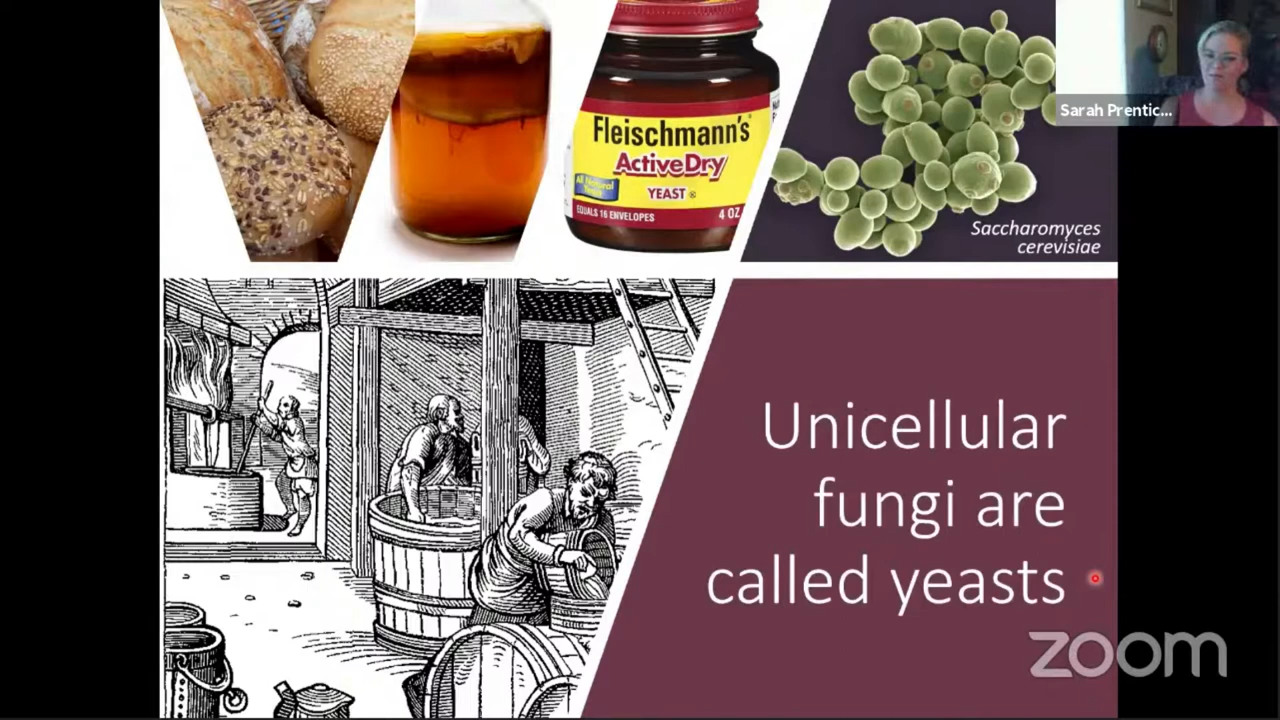 Fleischmann's
ActiveDry
All Natural
Yeast
YEAST ®
EQUALS 16 ENVELOPES
4 OZ
Saccharomyces
cerevisiae
Sarah Prentic...
Unicellular
fungi are
called yeasts
zoom